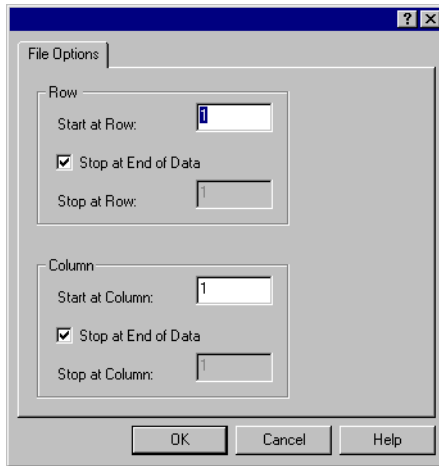 File Options
Row
Start at Row: 1
Stop at End of Data
Stop at Row: 1
Column
Start at Column: 1
Stop at End of Data
Stop at Column: 1
OK Cancel Help